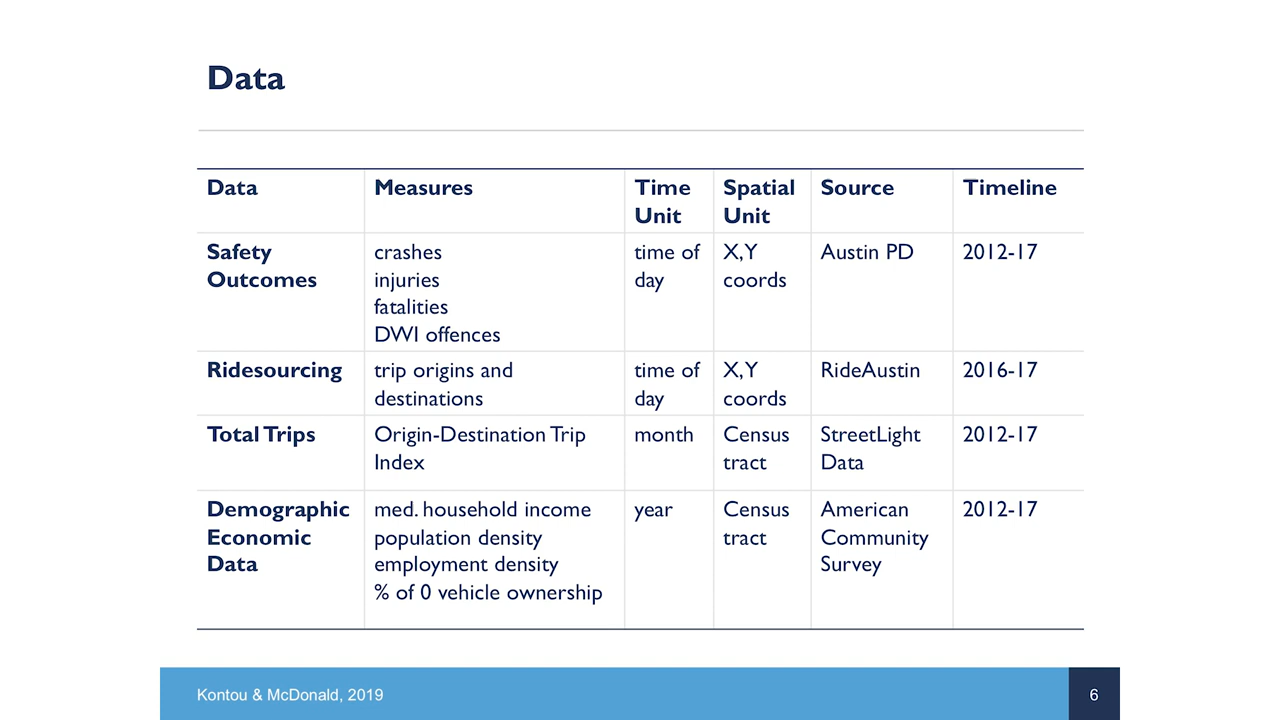 Data
Data Measures Time Unit Spatial Unit Source Timeline
Safety Outcomes
crashes
injuries
fatalities
DWI offences
time of day
X,Y coords
Austin PD
2012-17
Ridesourcing
trip origins and
destinations
time of day
X,Y coords
RideAustin
2016-17
Total Trips
Origin-Destination Trip
Index
month
Census tract
StreetLight Data
2012-17
Demographic Economic Data
med. household income
population density
employment density
% of 0 vehicle ownership
year
Census tract
American Community Survey
2012-17
Kontou & McDonald, 2019
6